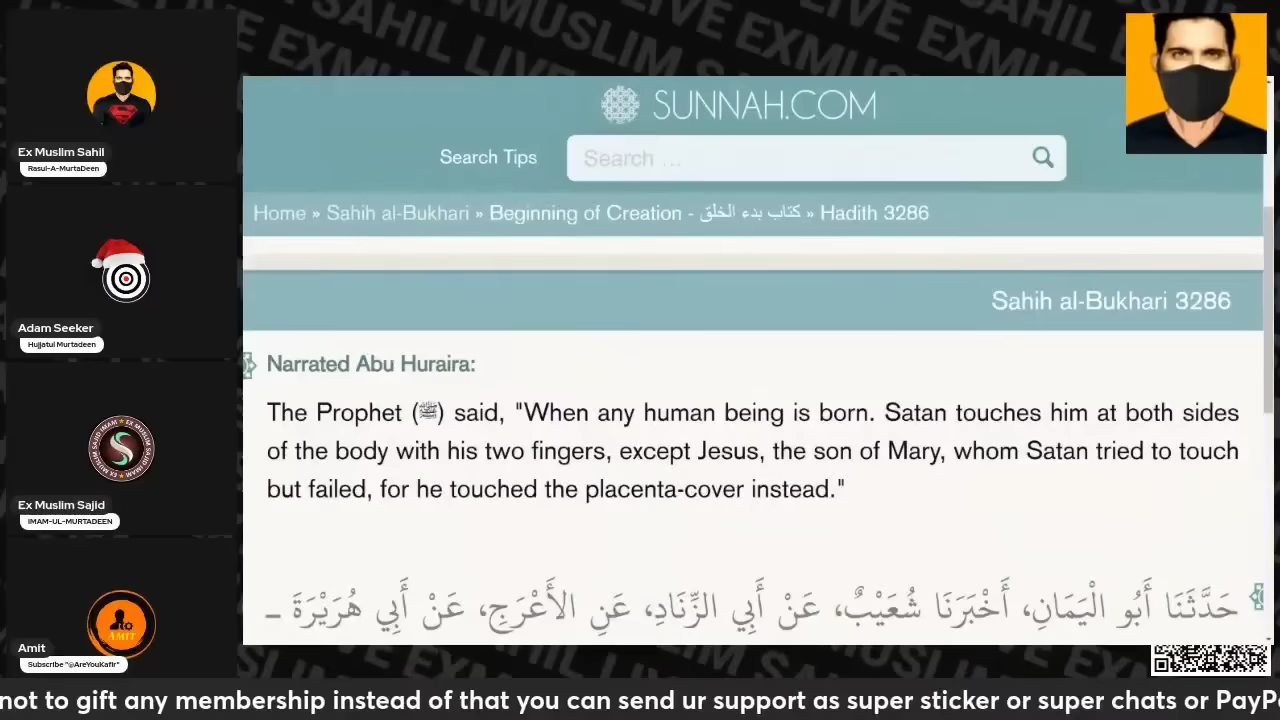 SUNNAH.COM
Search Tips
Search ...
Home » Sahih al-Bukhari » Beginning of Creation - كتاب بدء الخلق » Hadith 3286
Sahih al-Bukhari 3286
Narrated Abu Huraira:
The Prophet (ﷺ) said, "When any human being is born. Satan touches him at both sides
of the body with his two fingers, except Jesus, the son of Mary, whom Satan tried to touch
but failed, for he touched the placenta-cover instead."
حَدَّثَنَا أَبُو الْيَمَانِ، أَخْبَرَنَا شُعَيْبٌ، عَنْ أَبِي الزِّنَادِ، عَنِ الأَعْرَجِ، عَنْ أَبِي هُرَيْرَةَ ـ
Ex Muslim Sahil
Rasul-A-MurtaDeen
Adam Seeker
Hujjatul Murtadeen
EX MUSLIM SAJID IMAM
Ex Muslim Sajid
IMAM-UL-MURTADEEN
AMIT
Amit
Subscribe "@AreYouKafir"
not to gift any membership instead of that you can send ur support as super sticker or super chats or PayP